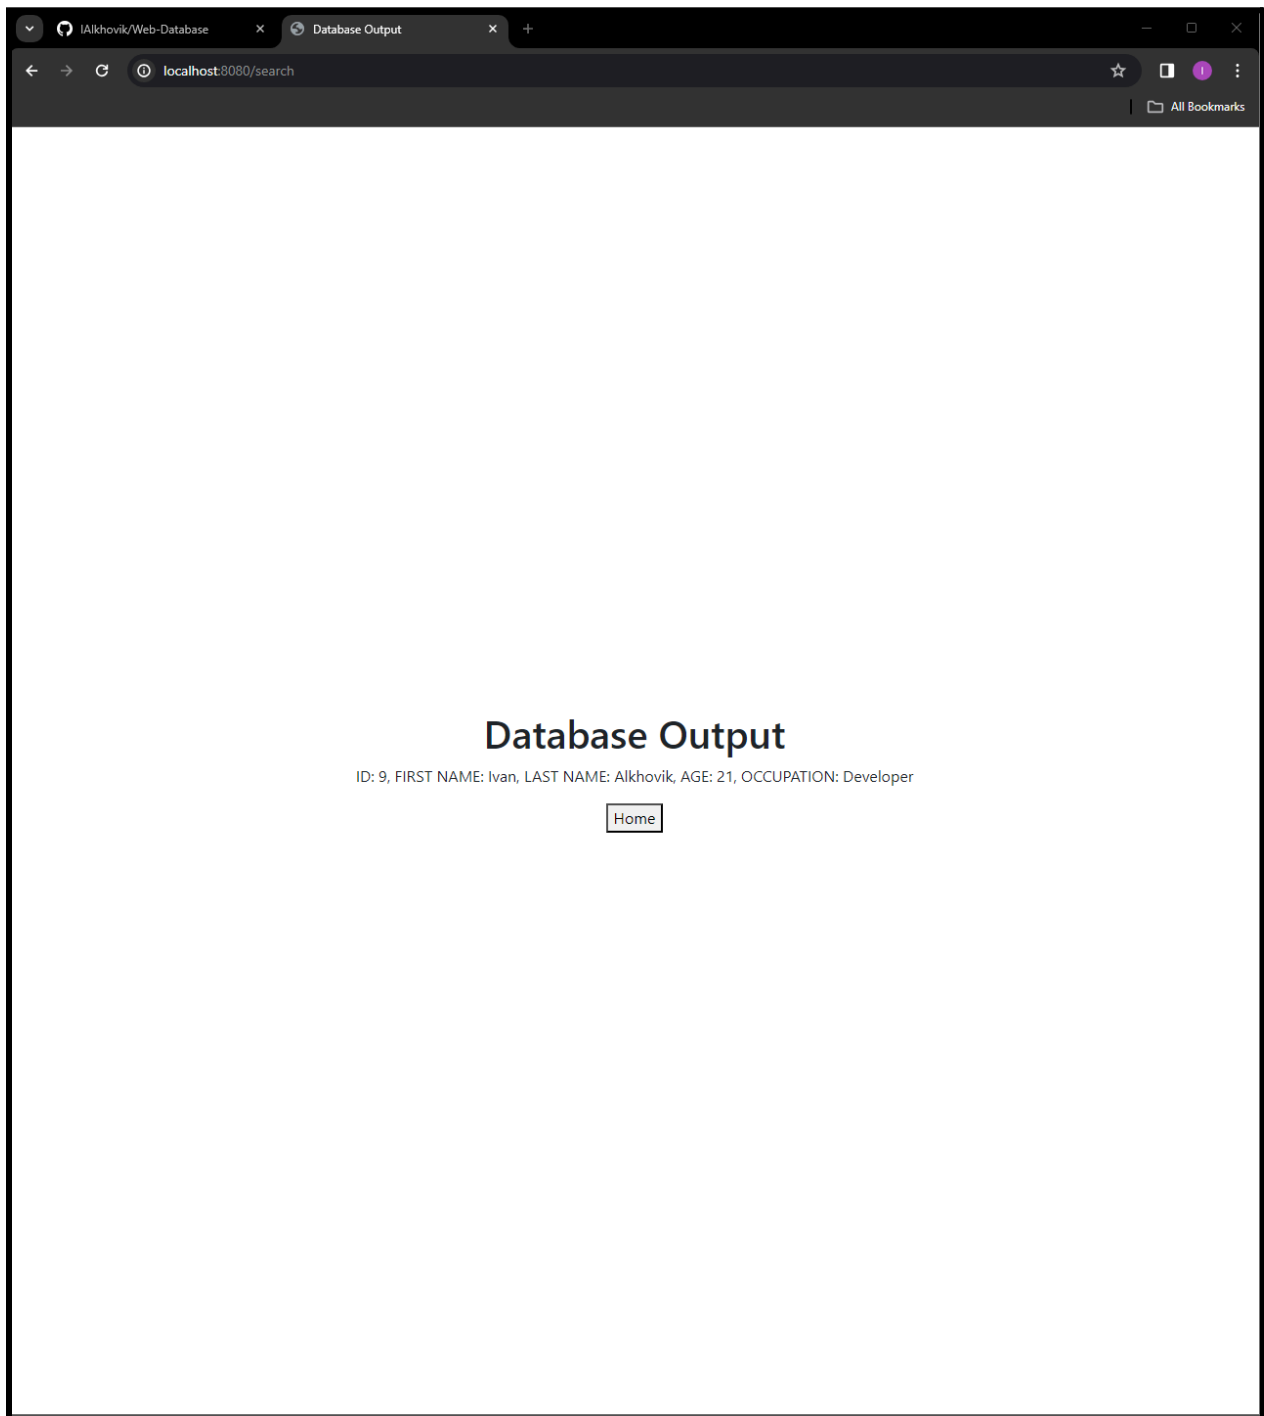 IAlkhovik/Web-Database
Database Output
localhost:8080/search
I
All Bookmarks
Database Output
ID: 9, FIRST NAME: Ivan, LAST NAME: Alkhovik, AGE: 21, OCCUPATION: Developer
Home